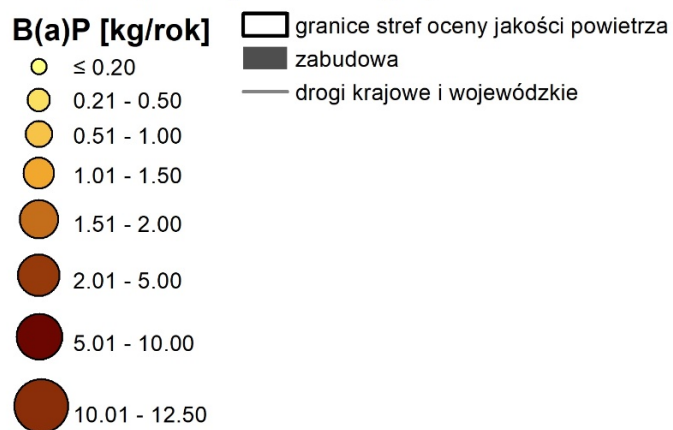 B(a)P [kg/rok]
≤ 0.20
0.21 - 0.50
0.51 - 1.00
1.01 - 1.50
1.51 - 2.00
2.01 - 5.00
5.01 - 10.00
10.01 - 12.50
granice stref oceny jakości powietrza
zabudowa
drogi krajowe i wojewódzkie